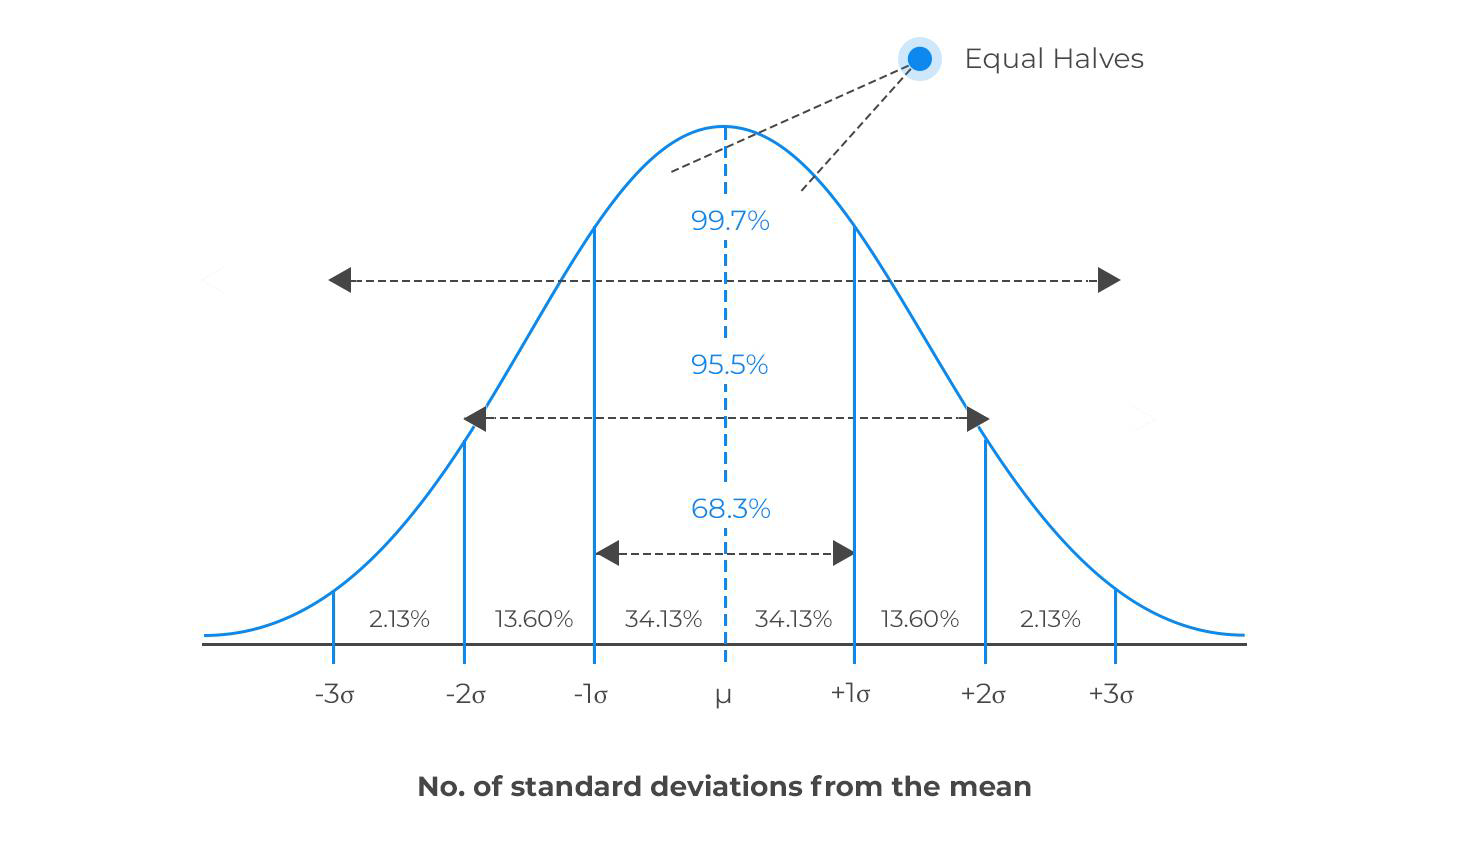 Equal Halves
99.7%
95.5%
68.3%
2.13% 13.60% 34.13% 34.13% 13.60% 2.13%
-3σ -2σ -1σ μ +1σ +2σ +3σ
No. of standard deviations from the mean